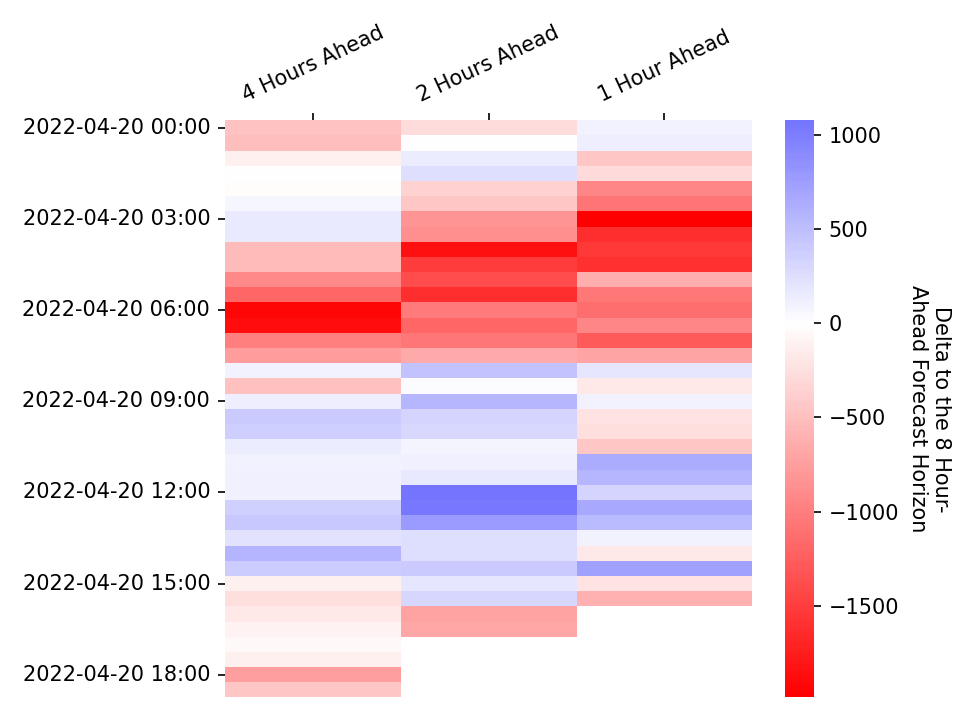 4 Hours Ahead
2 Hours Ahead
1 Hour Ahead
2022-04-20 00:00
2022-04-20 03:00
2022-04-20 06:00
2022-04-20 09:00
2022-04-20 12:00
2022-04-20 15:00
2022-04-20 18:00
1000
500
0
−500
−1000
−1500
Delta to the 8 Hour-
Ahead Forecast Horizon